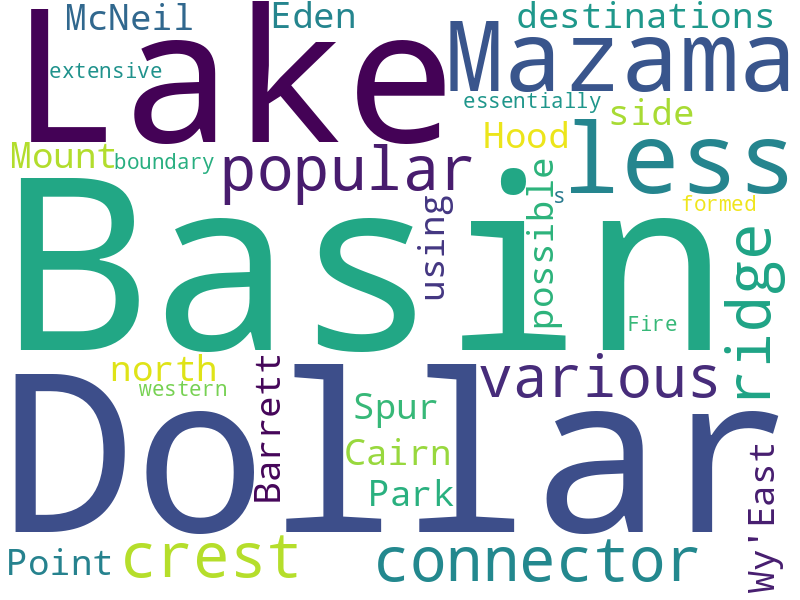 McNeil Eden destinations
Lake Mazama
extensive essentially
side
Mount boundary popular Hood less
possible s formed
using
Basin ridge
Fire
north western Barrett various
Dollar
Spur
Cairn
Park
Wy'East
Point crest connector